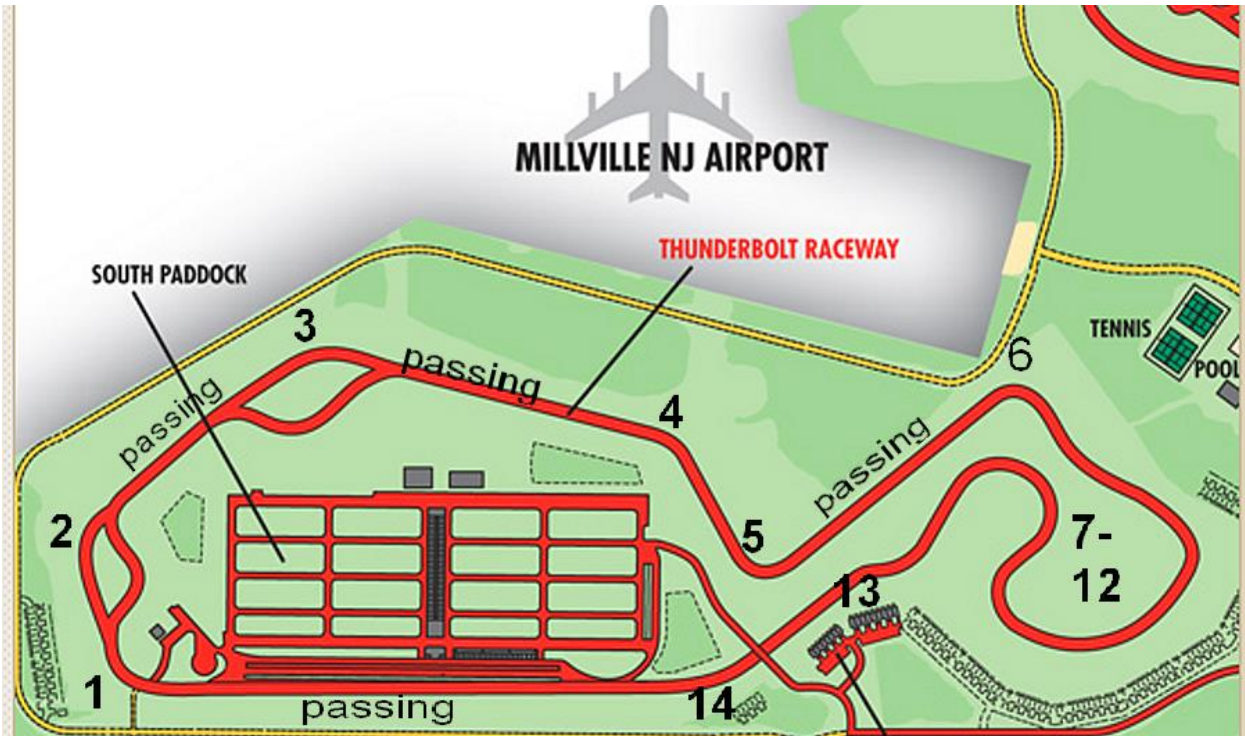 MILLVILLE NJ AIRPORT
THUNDERBOLT RACEWAY
SOUTH PADDOCK
3
passing
TENNIS
6
POOL
passing
4
passing
2
5
7-
12
13
1
14
passing